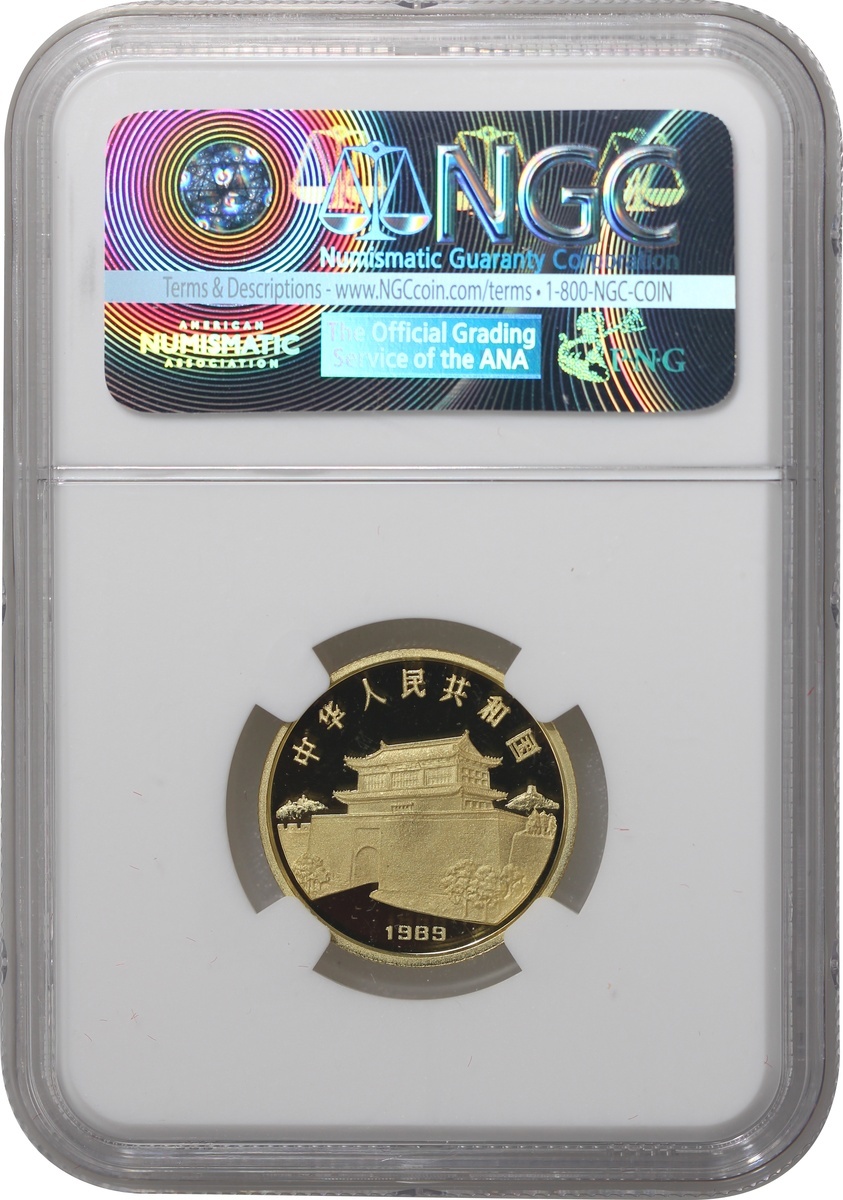 NGC
Numismatic Guaranty Corporation
Terms & Descriptions - www.NGCcoin.com/terms • 1-800-NGC-COIN
AMERICAN
NUMISMATIC
ASSOCIATION
The Official Grading
Service of the ANA
PNG
中华人民共和国
1989